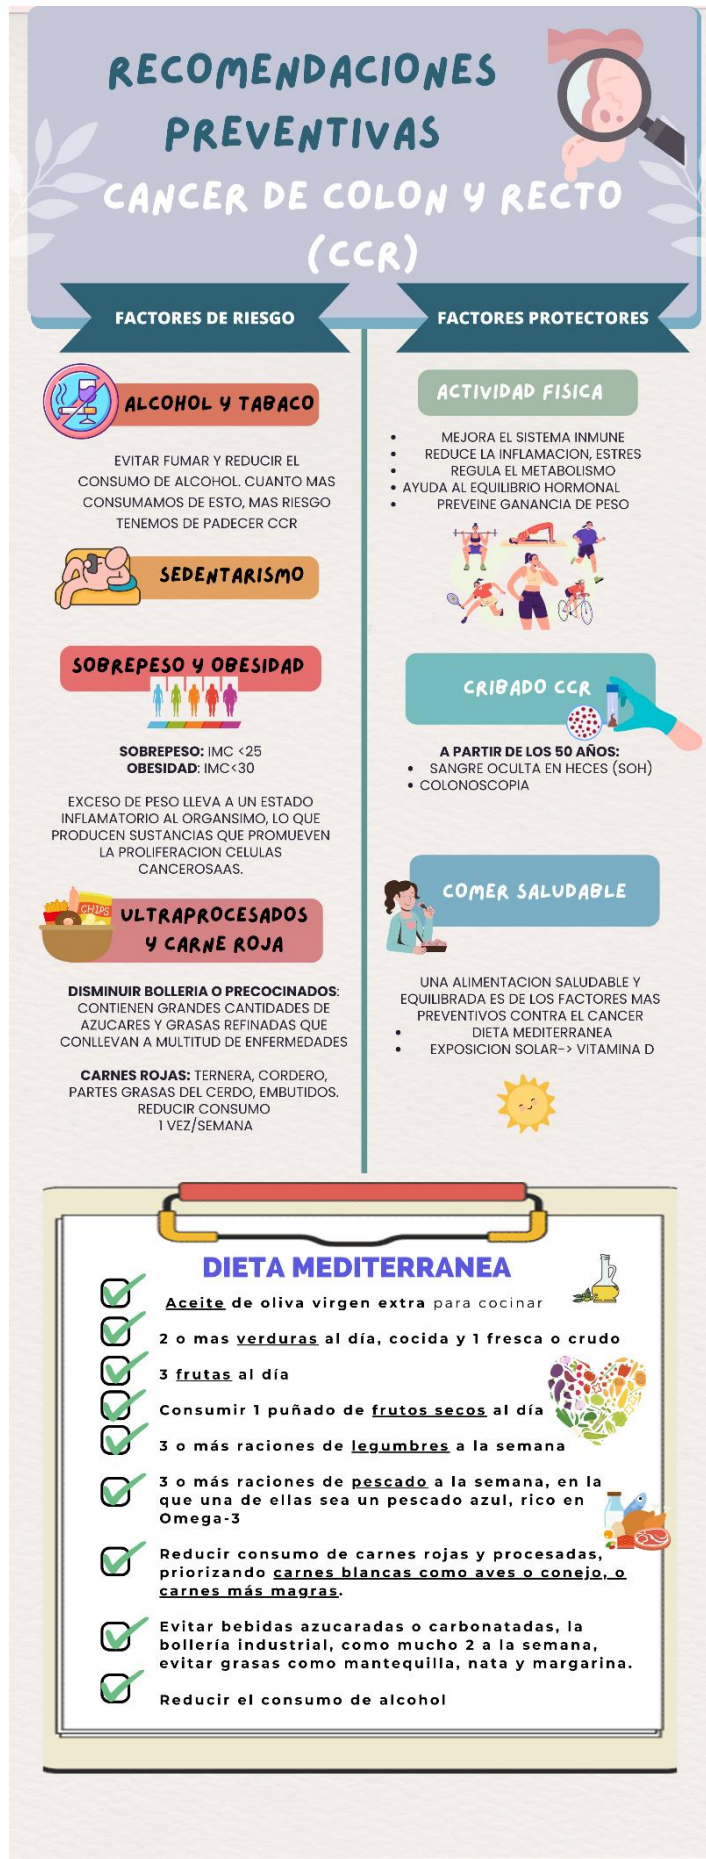 RECOMENDACIONES
PREVENTIVAS
CANCER DE COLON Y RECTO
(CCR)
FACTORES DE RIESGO
ALCOHOL Y TABACO
EVITAR FUMAR Y REDUCIR EL
CONSUMO DE ALCOHOL. CUANTO MAS
CONSUMAMOS DE ESTO, MAS RIESGO
TENEMOS DE PADECER CCR
SEDENTARISMO
SOBREPESO Y OBESIDAD
SOBREPESO: IMC <25
OBESIDAD: IMC<30
EXCESO DE PESO LLEVA A UN ESTADO
INFLAMATORIO AL ORGANSIMO, LO QUE
PRODUCEN SUSTANCIAS QUE PROMUEVEN
LA PROLIFERACION CELULAS
CANCEROSAAS.
CHIPS
ULTRAPROCESADOS
Y CARNE ROJA
DISMINUIR BOLLERIA O PRECOCINADOS:
CONTIENEN GRANDES CANTIDADES DE
AZUCARES Y GRASAS REFINADAS QUE
CONLLEVAN A MULTITUD DE ENFERMEDADES
CARNES ROJAS: TERNERA, CORDERO,
PARTES GRASAS DEL CERDO, EMBUTIDOS.
REDUCIR CONSUMO
1 VEZ/SEMANA
FACTORES PROTECTORES
ACTIVIDAD FISICA
• MEJORA EL SISTEMA INMUNE
• REDUCE LA INFLAMACION, ESTRES
• REGULA EL METABOLISMO
• AYUDA AL EQUILIBRIO HORMONAL
• PREVEINE GANANCIA DE PESO
CRIBADO CCR
A PARTIR DE LOS 50 AÑOS:
• SANGRE OCULTA EN HECES (SOH)
• COLONOSCOPIA
COMER SALUDABLE
UNA ALIMENTACION SALUDABLE Y
EQUILIBRADA ES DE LOS FACTORES MAS
PREVENTIVOS CONTRA EL CANCER
• DIETA MEDITERRANEA
• EXPOSICION SOLAR-> VITAMINA D
DIETA MEDITERRANEA
Aceite de oliva virgen extra para cocinar
2 o mas verduras al día, cocida y 1 fresca o crudo
3 frutas al día
Consumir 1 puñado de frutos secos al día
3 o más raciones de legumbres a la semana
3 o más raciones de pescado a la semana, en la
que una de ellas sea un pescado azul, rico en
Omega-3
Reducir consumo de carnes rojas y procesadas,
priorizando carnes blancas como aves o conejo, o
carnes más magras.
Evitar bebidas azucaradas o carbonatadas, la
bollería industrial, como mucho 2 a la semana,
evitar grasas como mantequilla, nata y margarina.
Reducir el consumo de alcohol